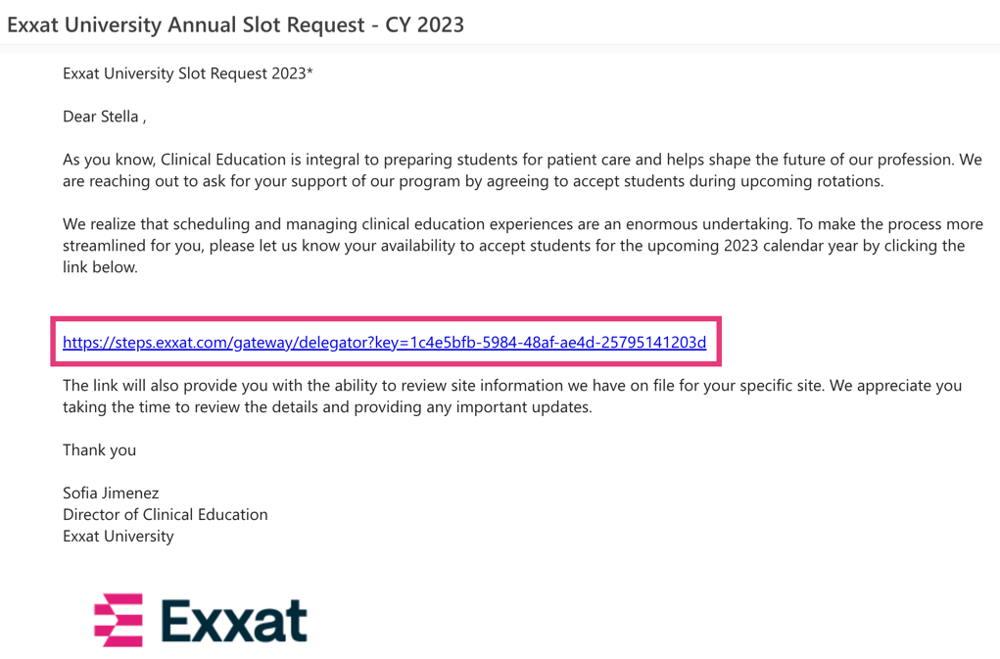 Exxat University Annual Slot Request - CY 2023
Exxat University Slot Request 2023*
Dear Stella ,
As you know, Clinical Education is integral to preparing students for patient care and helps shape the future of our profession. We
are reaching out to ask for your support of our program by agreeing to accept students during upcoming rotations.
We realize that scheduling and managing clinical education experiences are an enormous undertaking. To make the process more
streamlined for you, please let us know your availability to accept students for the upcoming 2023 calendar year by clicking the
link below.
https://steps.exxat.com/gateway/delegator?key=1c4e5bfb-5984-48af-ae4d-25795141203d
The link will also provide you with the ability to review site information we have on file for your specific site. We appreciate you
taking the time to review the details and providing any important updates.
Thank you
Sofia Jimenez
Director of Clinical Education
Exxat University
Exxat